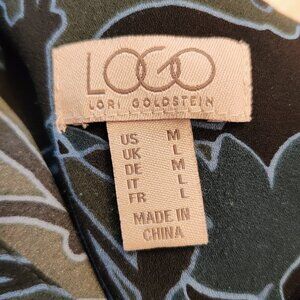 LOGO
LORI GOLDSTEIN
US M
UK L
DE M
IT L
FR L
MADE IN
CHINA